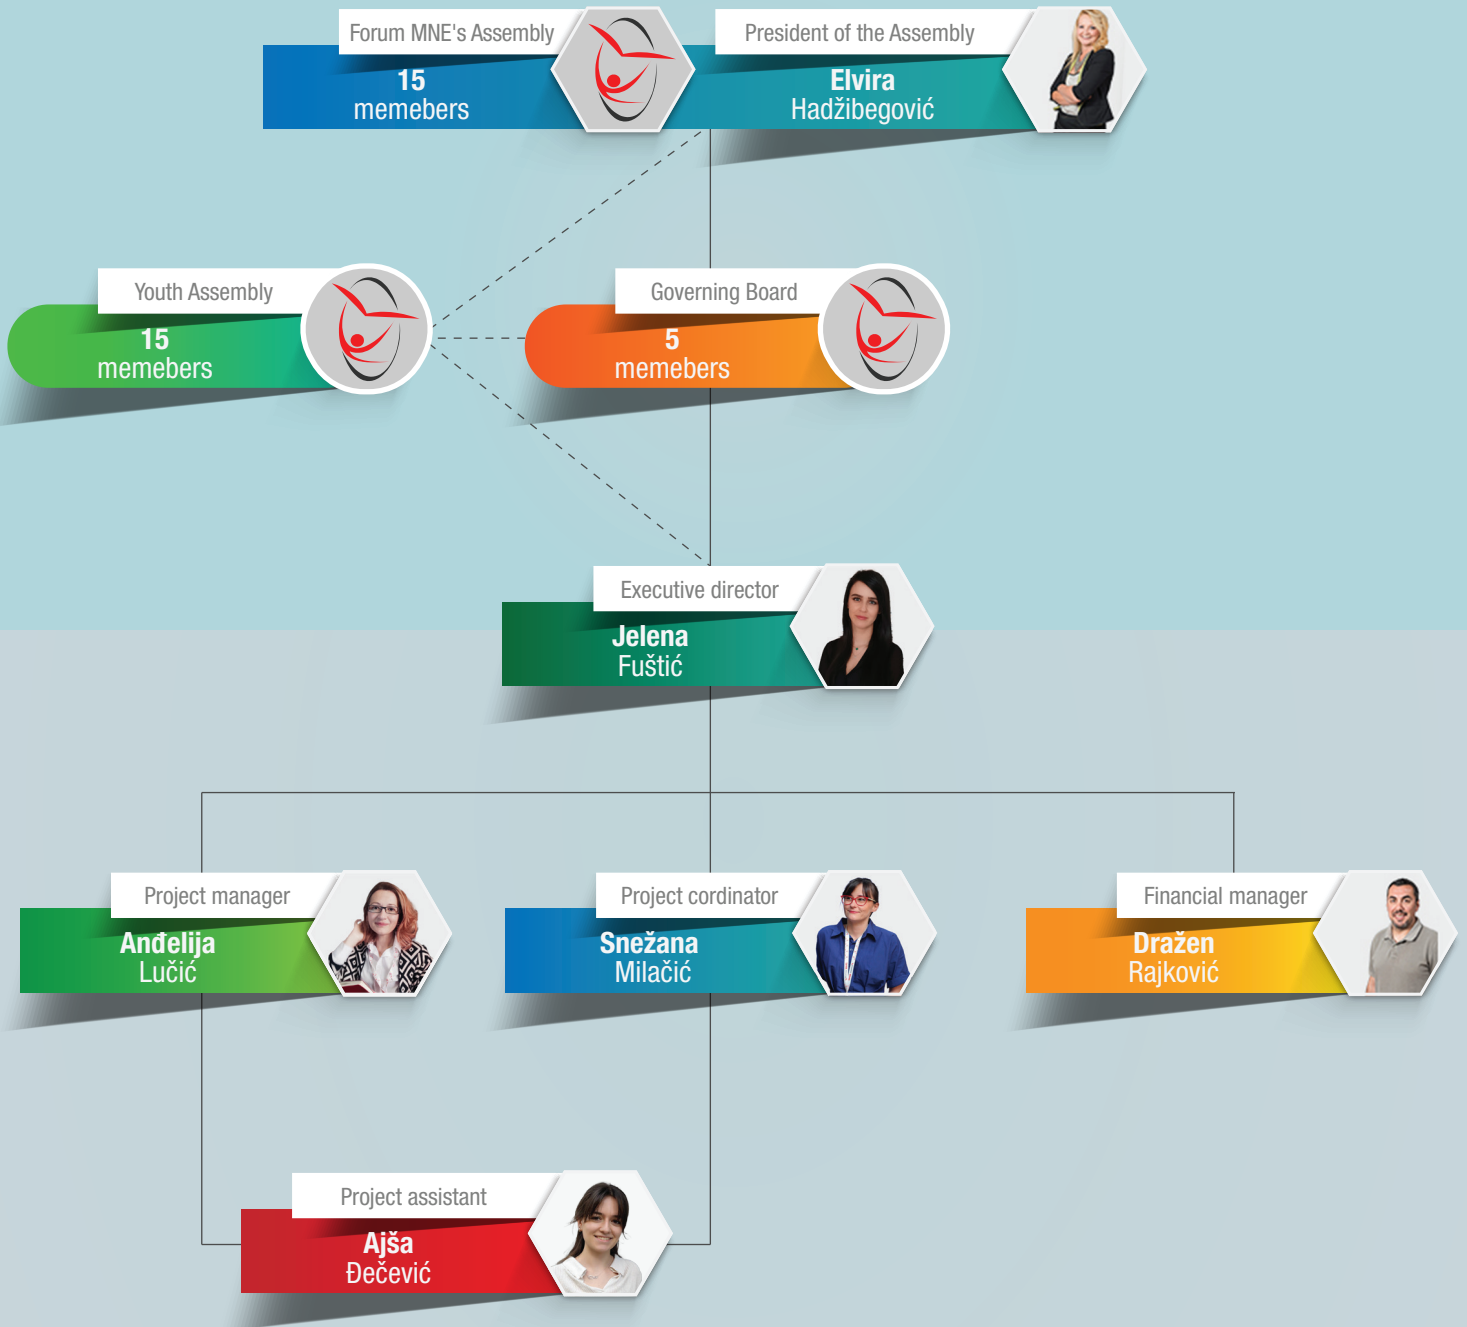 Forum MNE's Assembly
15
memebers
President of the Assembly
Elvira
Hadžibegović
Youth Assembly
15
memebers
Governing Board
5
memebers
Executive director
Jelena
Fuštić
Project manager
Anđelija
Lučić
Project cordinator
Snežana
Milačić
Financial manager
Dražen
Rajković
Project assistant
Ajša
Đečević